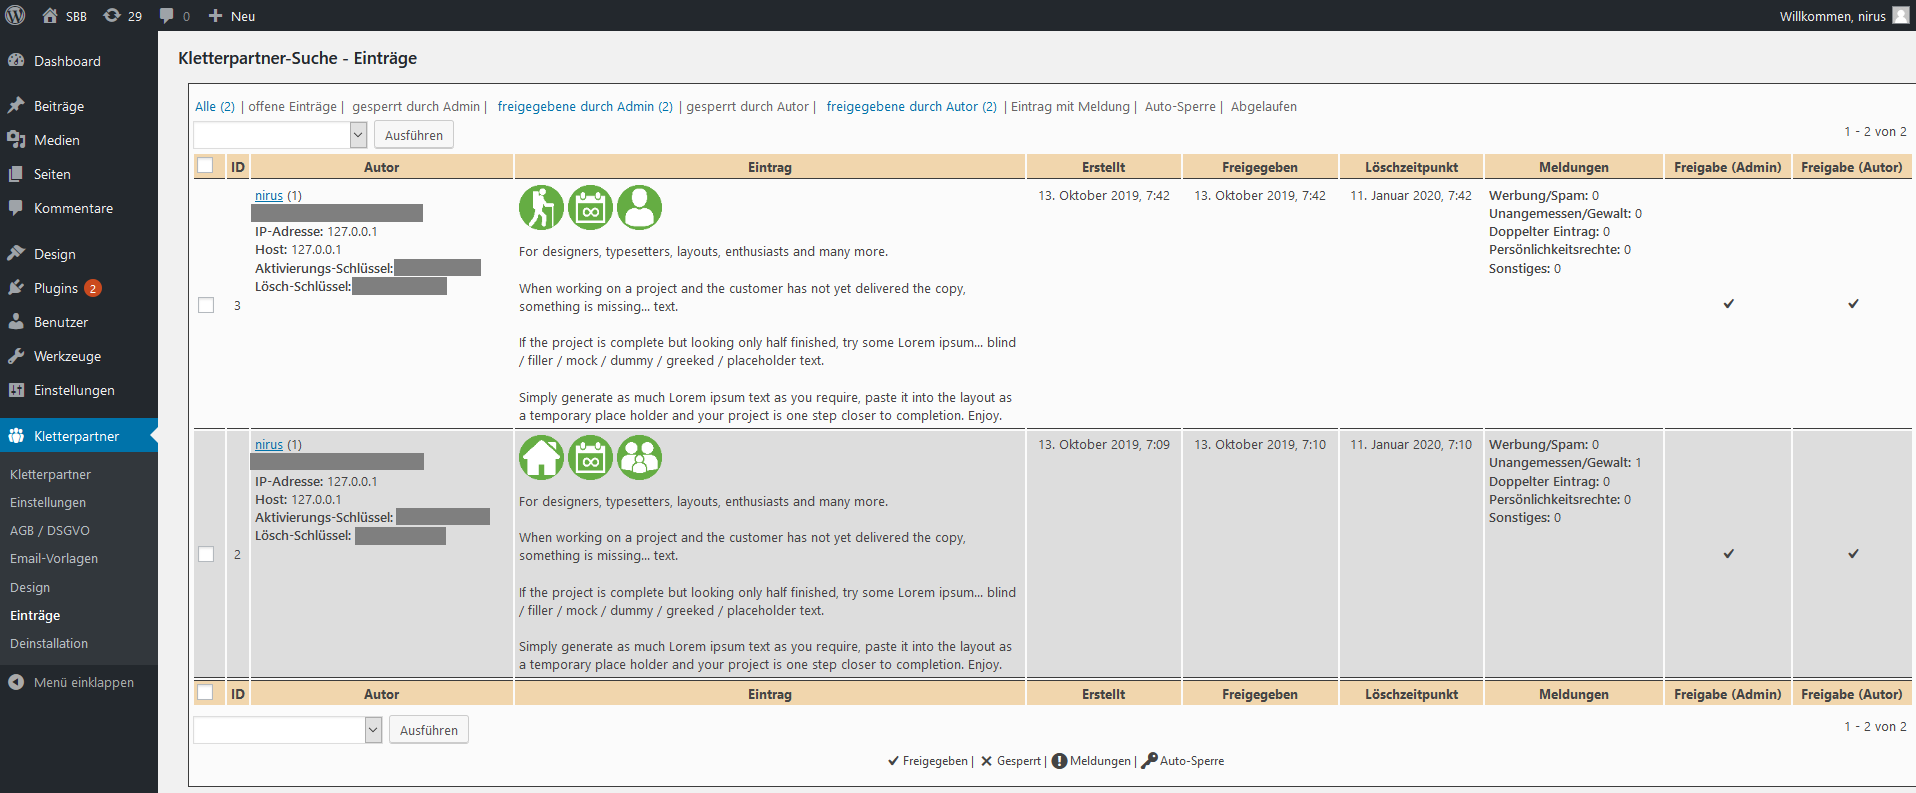 SBB 29 0 Neu Willkommen, nirus
Dashboard
Beiträge
Medien
Seiten
Kommentare
Design
Plugins 2
Benutzer
Werkzeuge
Einstellungen
Kletterpartner
Kletterpartner
Einstellungen
AGB / DSGVO
Email-Vorlagen
Design
Einträge
Deinstallation
Menü einklappen
Kletterpartner-Suche - Einträge
Alle (2) | offene Einträge | gesperrt durch Admin | freigegebene durch Admin (2) | gesperrt durch Autor | freigegebene durch Autor (2) | Eintrag mit Meldung | Auto-Sperre | Abgelaufen
Ausführen 1 - 2 von 2
ID Autor Eintrag Erstellt Freigegeben Löschzeitpunkt Meldungen Freigabe (Admin) Freigabe (Autor)
3
nirus (1)
IP-Adresse: 127.0.0.1
Host: 127.0.0.1
Aktivierungs-Schlüssel:
Lösch-Schlüssel:
For designers, typesetters, layouts, enthusiasts and many more.
When working on a project and the customer has not yet delivered the copy,
something is missing... text.
If the project is complete but looking only half finished, try some Lorem ipsum... blind
/ filler / mock / dummy / greeked / placeholder text.
Simply generate as much Lorem ipsum text as you require, paste it into the layout as
a temporary place holder and your project is one step closer to completion. Enjoy.
13. Oktober 2019, 7:42 13. Oktober 2019, 7:42 11. Januar 2020, 7:42
Werbung/Spam: 0
Unangemessen/Gewalt: 0
Doppelter Eintrag: 0
Persönlichkeitsrechte: 0
Sonstiges: 0
2
nirus (1)
IP-Adresse: 127.0.0.1
Host: 127.0.0.1
Aktivierungs-Schlüssel:
Lösch-Schlüssel:
For designers, typesetters, layouts, enthusiasts and many more.
When working on a project and the customer has not yet delivered the copy,
something is missing... text.
If the project is complete but looking only half finished, try some Lorem ipsum... blind
/ filler / mock / dummy / greeked / placeholder text.
Simply generate as much Lorem ipsum text as you require, paste it into the layout as
a temporary place holder and your project is one step closer to completion. Enjoy.
13. Oktober 2019, 7:09 13. Oktober 2019, 7:10 11. Januar 2020, 7:10
Werbung/Spam: 0
Unangemessen/Gewalt: 1
Doppelter Eintrag: 0
Persönlichkeitsrechte: 0
Sonstiges: 0
ID Autor Eintrag Erstellt Freigegeben Löschzeitpunkt Meldungen Freigabe (Admin) Freigabe (Autor)
Ausführen 1 - 2 von 2
Freigegeben | Gesperrt | Meldungen | Auto-Sperre